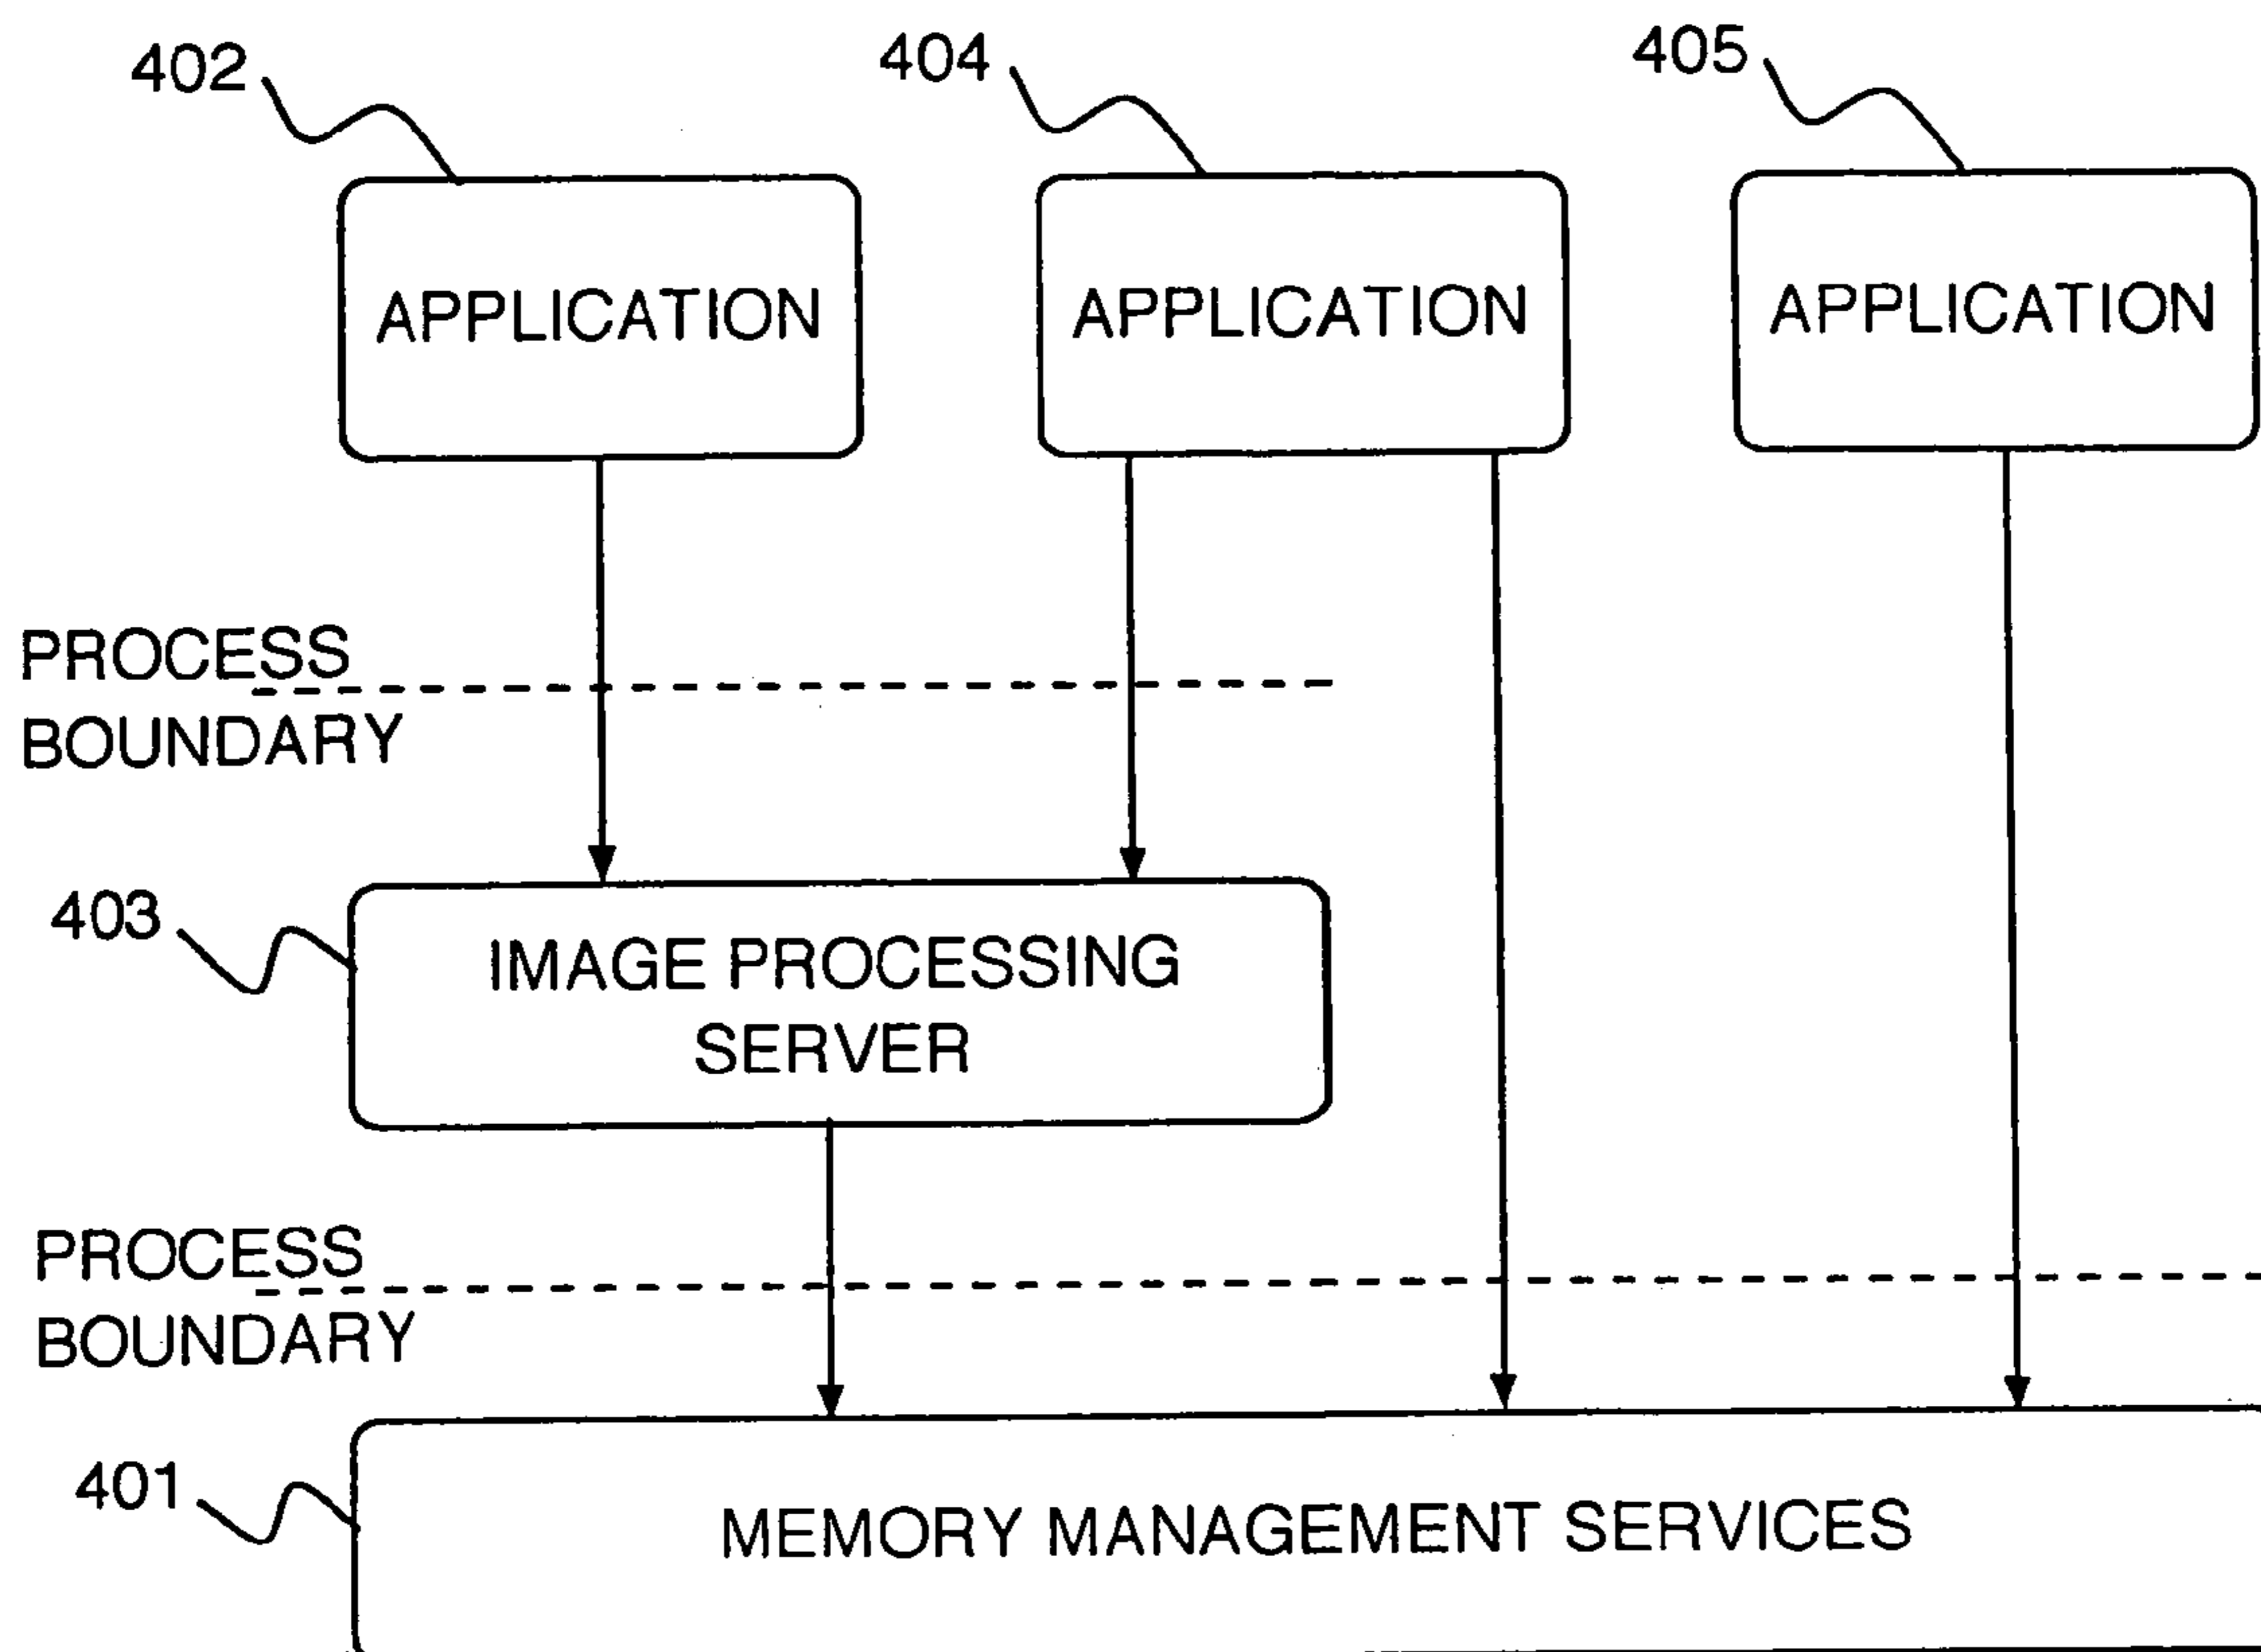 402
404
405
APPLICATION
APPLICATION
APPLICATION
PROCESS
BOUNDARY
403
IMAGE PROCESSING
SERVER
PROCESS
BOUNDARY
401
MEMORY MANAGEMENT SERVICES